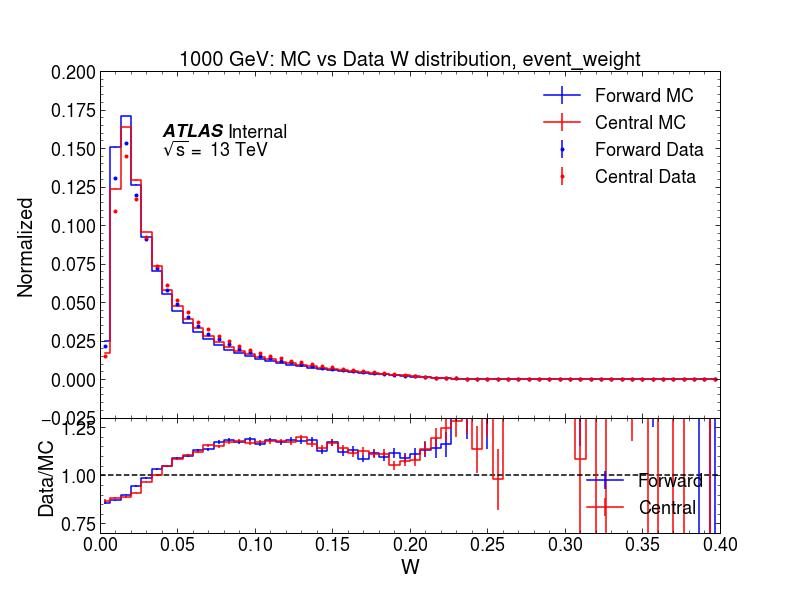 1000 GeV: MC vs Data W distribution, event_weight
0.200
0.175
0.150
0.125
0.100
0.075
0.050
0.025
0.000
−0.025
Normalized
ATLAS Internal
√s = 13 TeV
Forward MC
Central MC
Forward Data
Central Data
1.25
1.00
0.75
Data/MC
Forward
Central
0.00 0.05 0.10 0.15 0.20 0.25 0.30 0.35 0.40
W